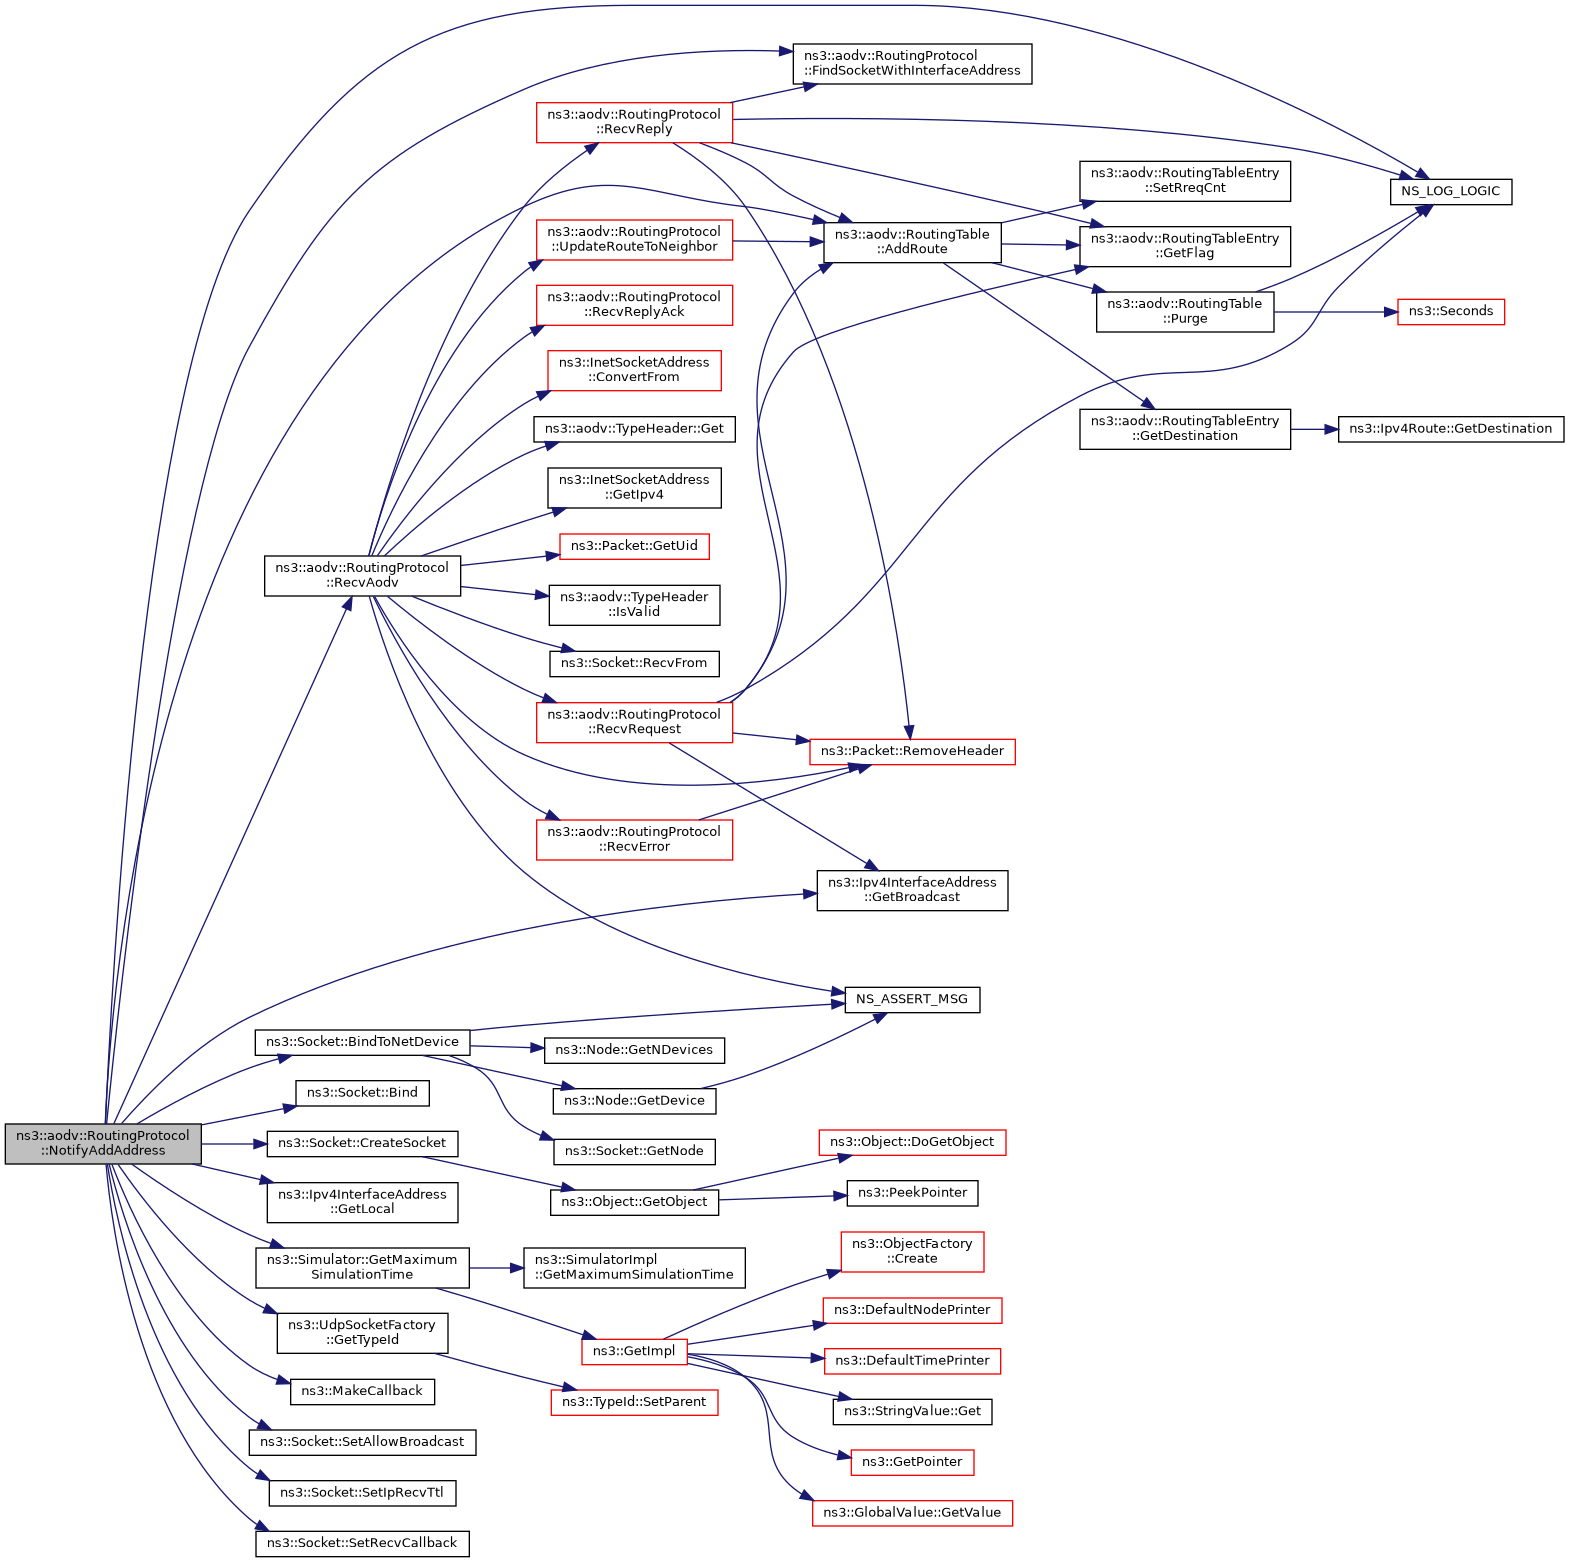 ns3::aodv::RoutingProtocol
::FindSocketWithInterfaceAddress
ns3::aodv::RoutingProtocol
::RecvReply
ns3::aodv::RoutingTableEntry
::SetRreqCnt
NS_LOG_LOGIC
ns3::aodv::RoutingProtocol
::UpdateRouteToNeighbor
ns3::aodv::RoutingTable
::AddRoute
ns3::aodv::RoutingTableEntry
::GetFlag
ns3::aodv::RoutingProtocol
::RecvReplyAck
ns3::aodv::RoutingTable
::Purge
ns3::Seconds
ns3::InetSocketAddress
::ConvertFrom
ns3::aodv::TypeHeader::Get
ns3::aodv::RoutingTableEntry
::GetDestination
ns3::Ipv4Route::GetDestination
ns3::InetSocketAddress
::GetIpv4
ns3::Packet::GetUid
ns3::aodv::RoutingProtocol
::RecvAodv
ns3::aodv::TypeHeader
::IsValid
ns3::Socket::RecvFrom
ns3::aodv::RoutingProtocol
::RecvRequest
ns3::Packet::RemoveHeader
ns3::aodv::RoutingProtocol
::RecvError
ns3::Ipv4InterfaceAddress
::GetBroadcast
NS_ASSERT_MSG
ns3::Socket::BindToNetDevice
ns3::Node::GetNDevices
ns3::Socket::Bind
ns3::Node::GetDevice
ns3::aodv::RoutingProtocol
::NotifyAddAddress
ns3::Socket::CreateSocket
ns3::Socket::GetNode
ns3::Object::DoGetObject
ns3::Ipv4InterfaceAddress
::GetLocal
ns3::Object::GetObject
ns3::PeekPointer
ns3::Simulator::GetMaximum
SimulationTime
ns3::SimulatorImpl
::GetMaximumSimulationTime
ns3::ObjectFactory
::Create
ns3::UdpSocketFactory
::GetTypeId
ns3::GetImpl
ns3::DefaultNodePrinter
ns3::DefaultTimePrinter
ns3::MakeCallback
ns3::TypeId::SetParent
ns3::StringValue::Get
ns3::Socket::SetAllowBroadcast
ns3::GetPointer
ns3::Socket::SetIpRecvTtl
ns3::GlobalValue::GetValue
ns3::Socket::SetRecvCallback